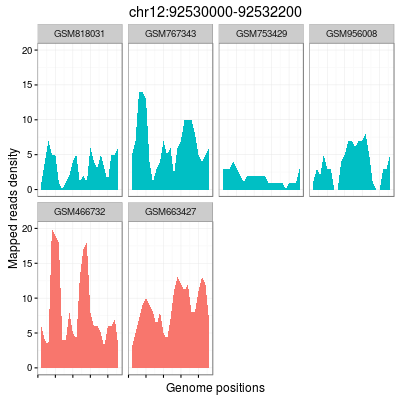 chr12:92530000-92532200
GSM818031 GSM767343 GSM753429 GSM956008
20
15
10
5
0
GSM466732 GSM663427
20
15
10
5
0
Mapped reads density
Genome positions